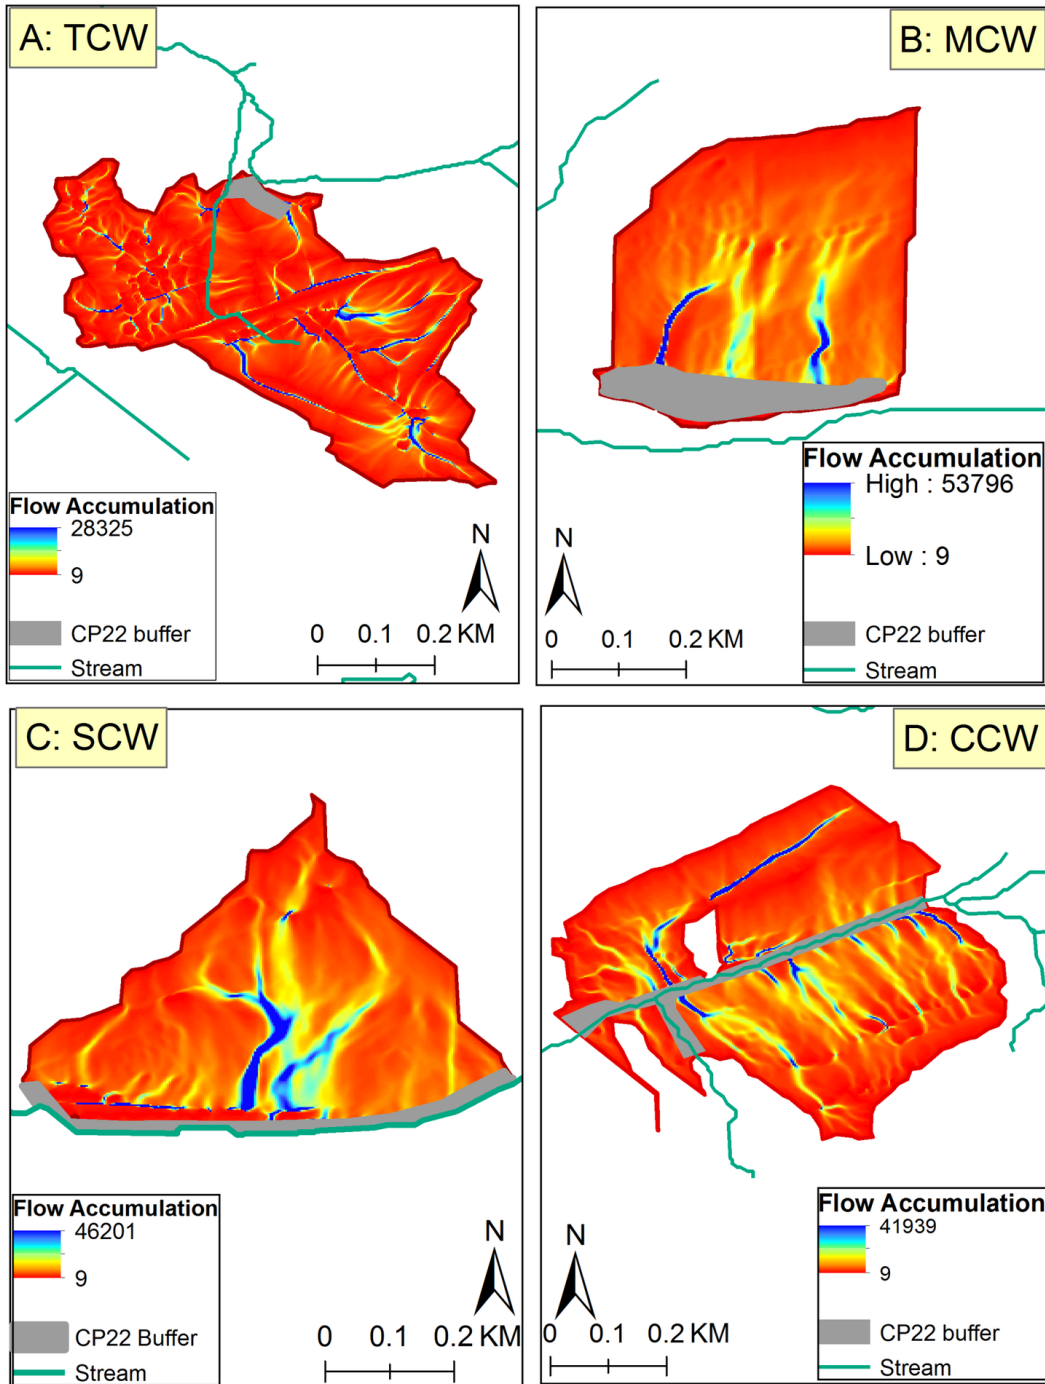 A: TCW
Flow Accumulation
28325
9
CP22 buffer
Stream
N
0 0.1 0.2 KM
B: MCW
Flow Accumulation
High : 53796
Low : 9
CP22 buffer
Stream
N
0 0.1 0.2 KM
C: SCW
Flow Accumulation
46201
9
CP22 Buffer
Stream
N
0 0.1 0.2 KM
D: CCW
Flow Accumulation
41939
9
CP22 buffer
Stream
N
0 0.1 0.2 KM